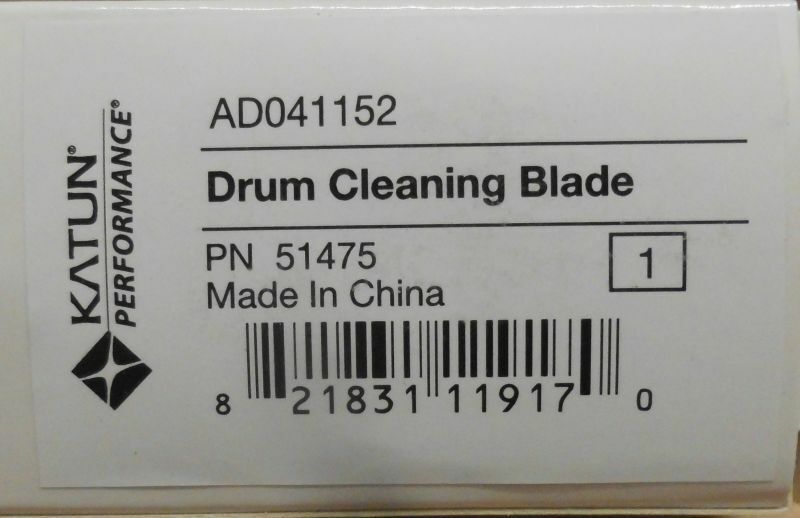 AD041152
Drum Cleaning Blade
PN 51475
1
Made In China
8 21831 11917 0
KATUN®
PERFORMANCE®